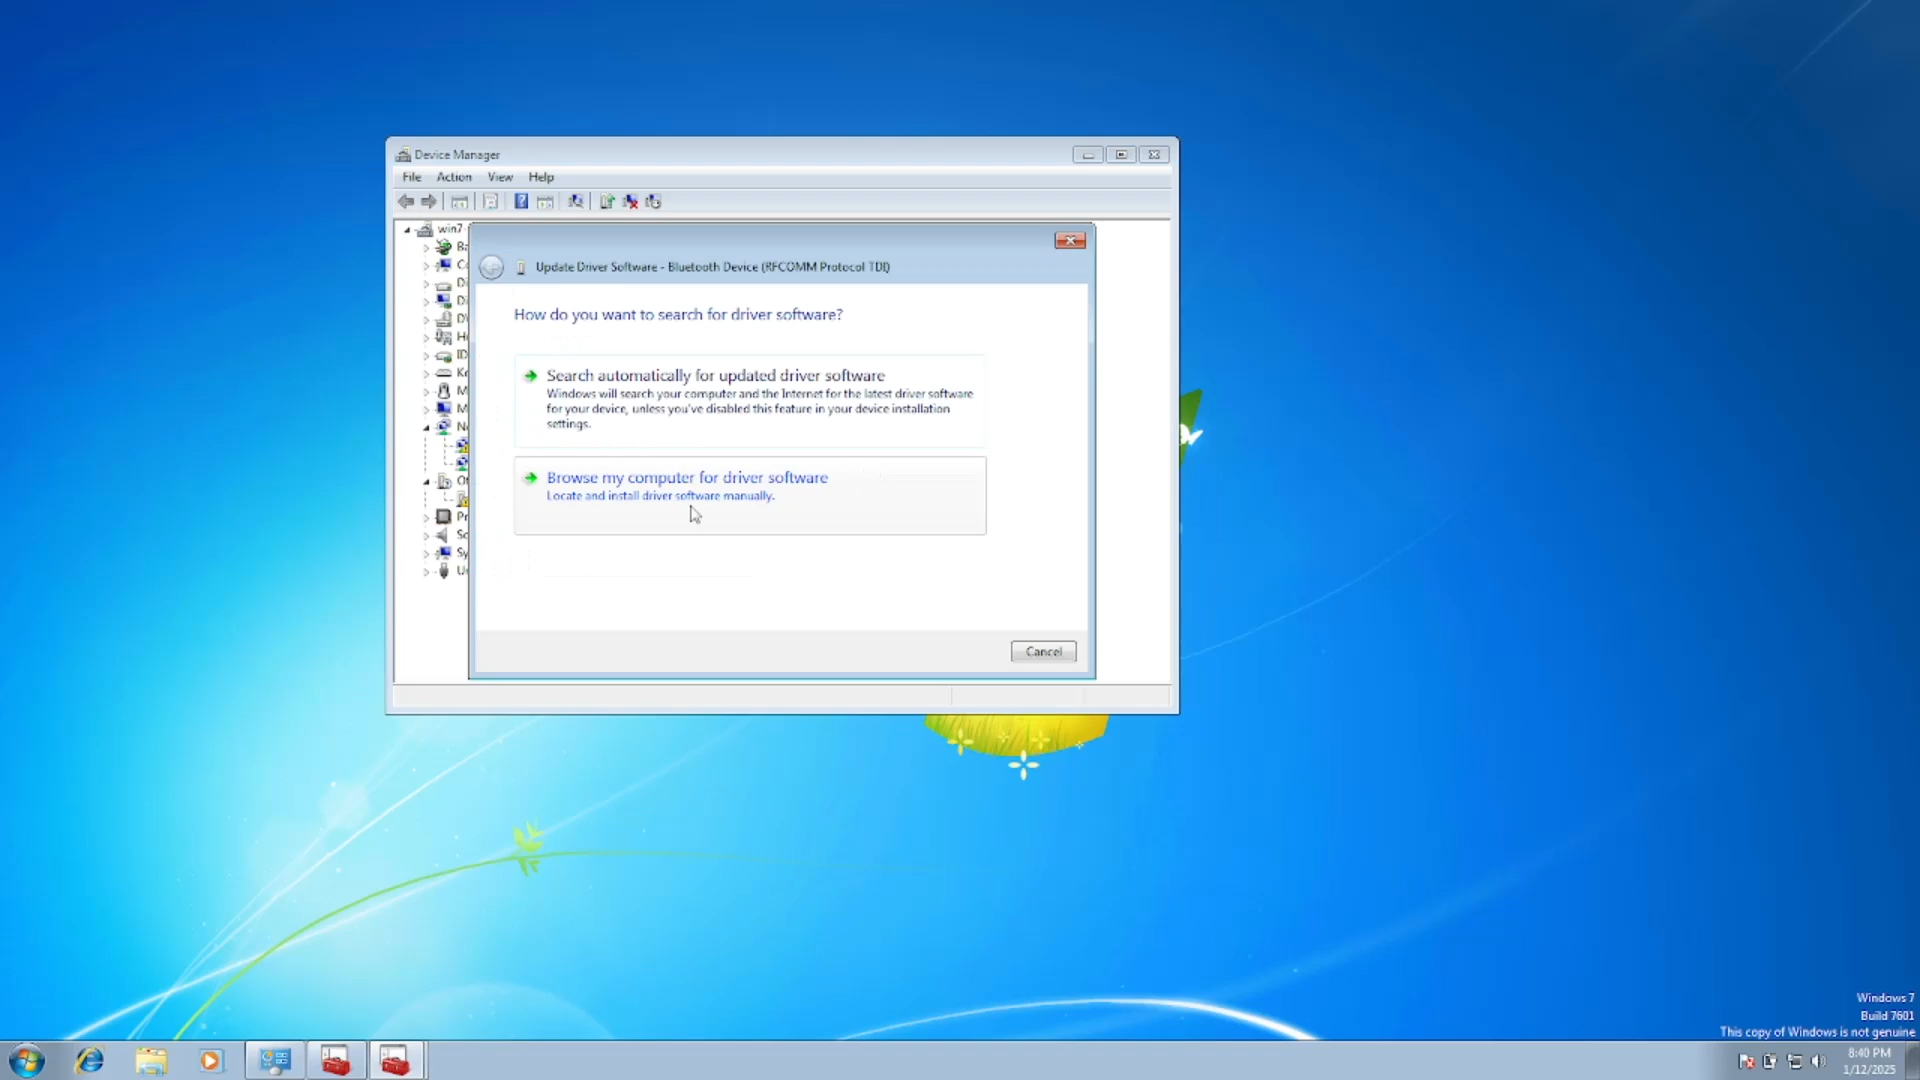 Device Manager
File Action View Help
win7
Update Driver Software - Bluetooth Device (RFCOMM Protocol TDI)
How do you want to search for driver software?
Search automatically for updated driver software
Windows will search your computer and the Internet for the latest driver software
for your device, unless you've disabled this feature in your device installation
settings.
Browse my computer for driver software
Locate and install driver software manually.
Cancel
Windows 7
Build 7601
This copy of Windows is not genuine
8:40 PM
1/12/2025